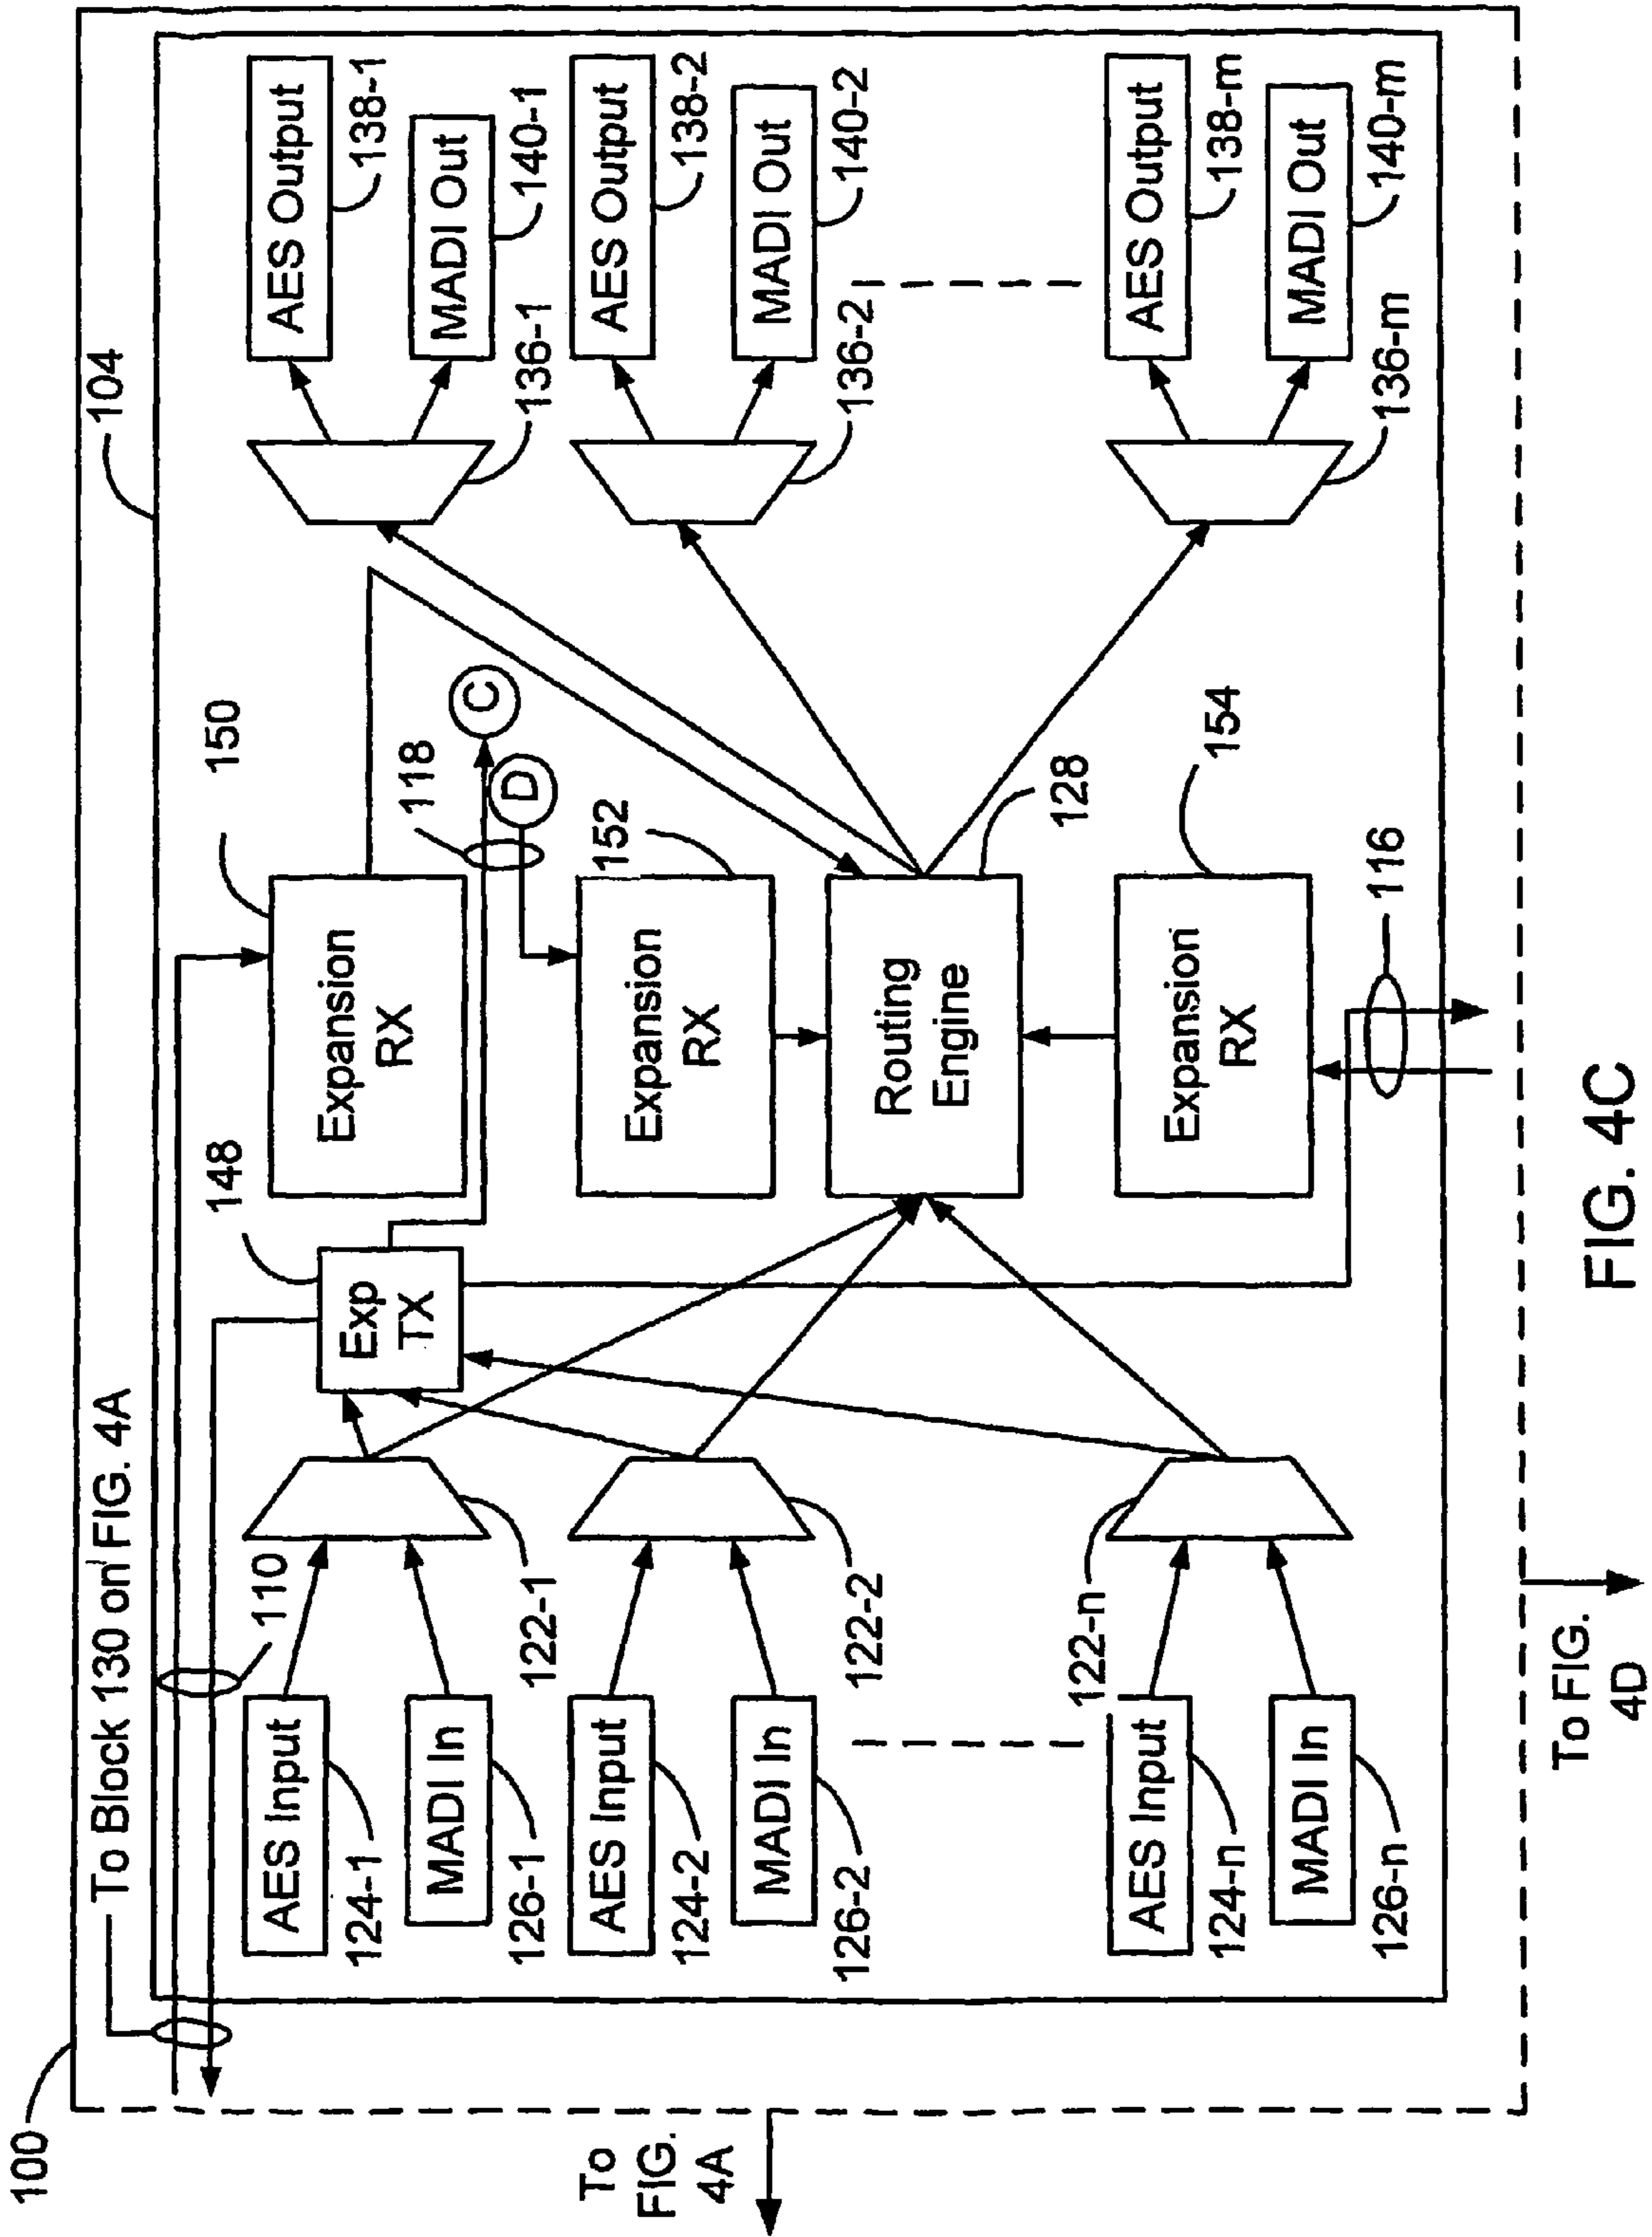 100
To Block 130 on FIG. 4A
104
110
148
150
118
C
D
AES Input
124-1
MADI In
126-1
122-1
Exp
TX
Expansion
RX
AES Output
138-1
MADI Out
140-1
136-1
AES Input
124-2
MADI In
126-2
122-2
Expansion
RX
152
AES Output
138-2
MADI Out
140-2
136-2
Routing
Engine
128
122-n
AES Input
124-n
MADI In
126-n
Expansion
RX
154
116
AES Output
138-m
MADI Out
140-m
136-m
To
FIG.
4A
To FIG.
4D
FIG. 4C